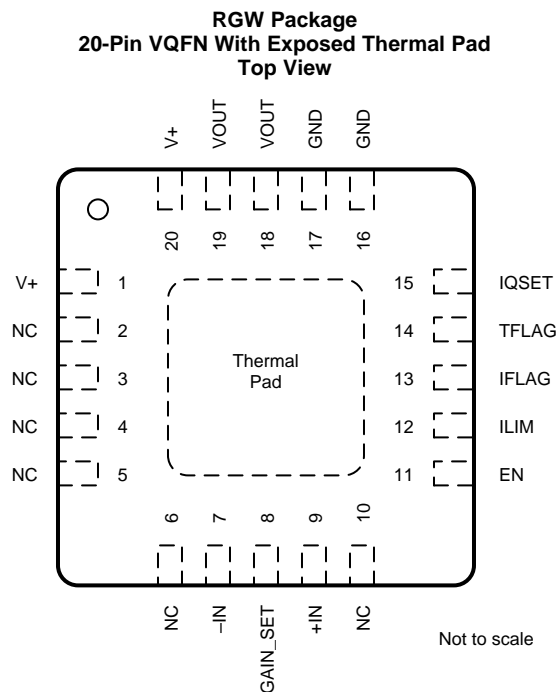 RGW Package
20-Pin VQFN With Exposed Thermal Pad
Top View
V+
VOUT
VOUT
GND
GND
20
19
18
17
16
V+ 1
NC 2
NC 3
NC 4
NC 5
Thermal
Pad
15 IQSET
14 TFLAG
13 IFLAG
12 ILIM
11 EN
6
7
8
9
10
NC
–IN
GAIN_SET
+IN
NC
Not to scale